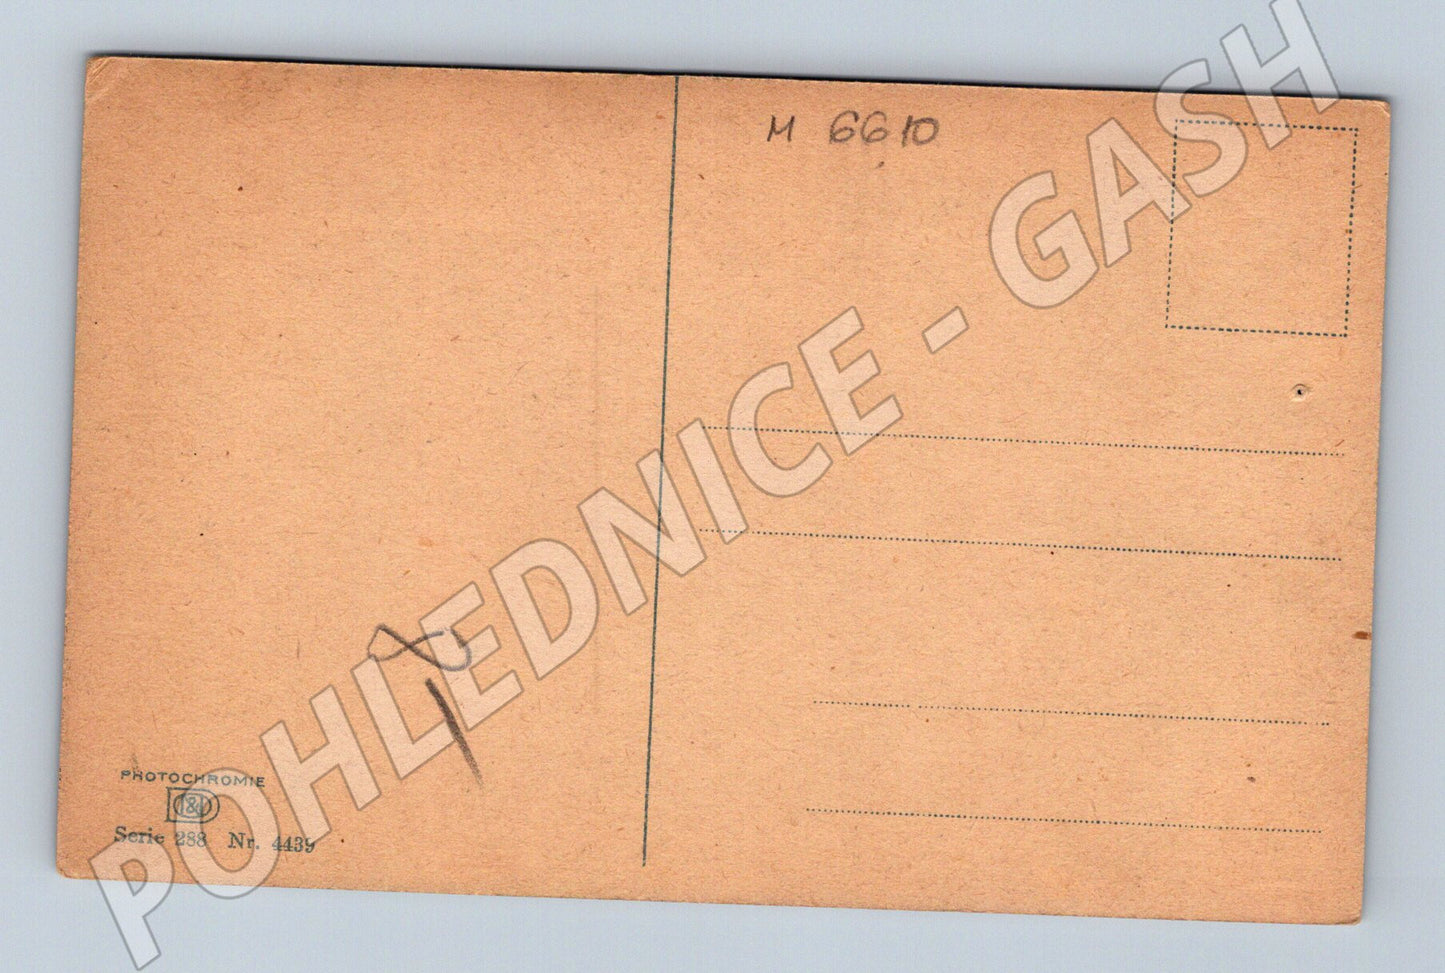 M 6610
PHOTOCHROMIE
D&D
Serie 288 Nr. 4439
POHLEDNICE - GASH